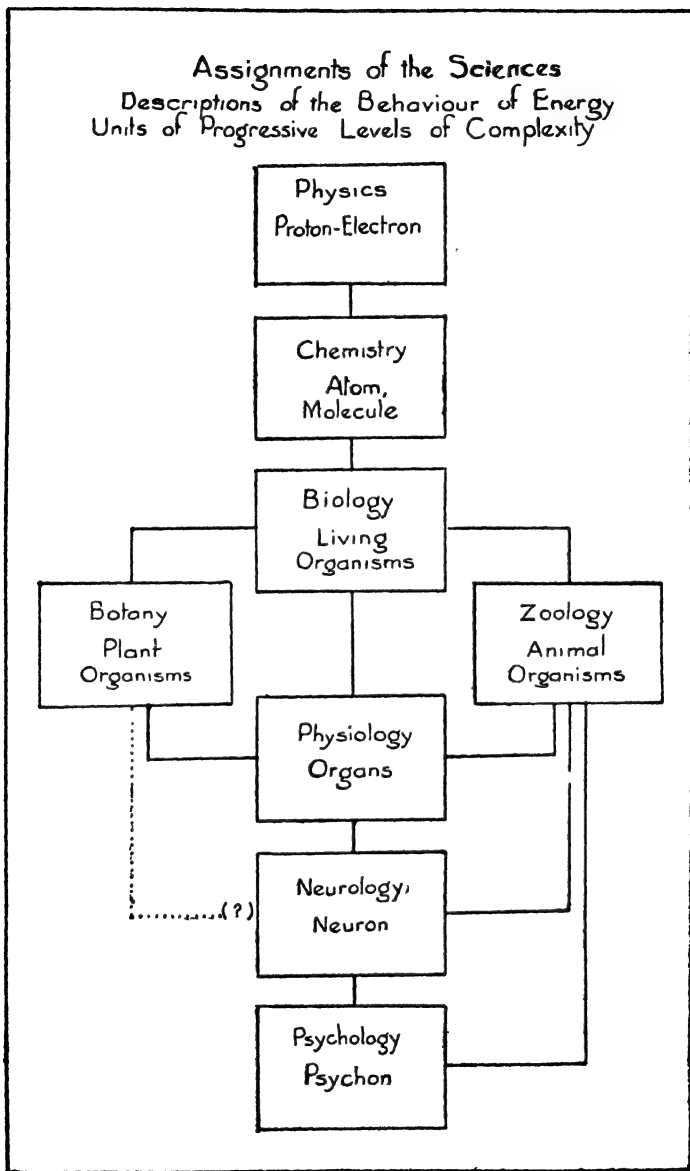 Assignments of the Sciences
Descriptions of the Behaviour of Energy
Units of Progressive Levels of Complexity
Physics
Proton-Electron
Chemistry
Atom,
Molecule
Biology
Living
Organisms
Botany
Plant
Organisms
Zoology
Animal
Organisms
Physiology
Organs
Neurology,
Neuron
(?)
Psychology
Psychon